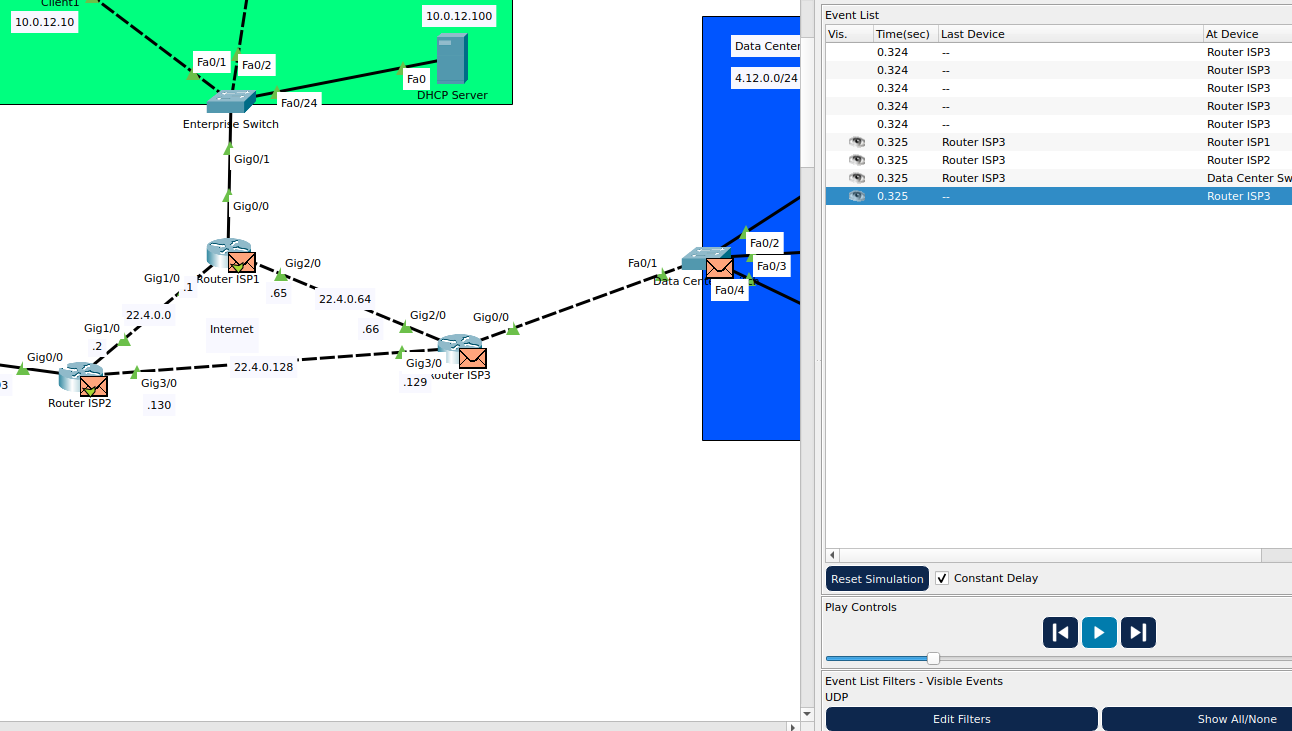 Client1
10.0.12.10
10.0.12.100
Fa0/1
Fa0/2
Fa0
DHCP Server
Fa0/24
Enterprise Switch
Gig0/1
Gig0/0
Router ISP1
Gig2/0
Gig1/0
.1
.65
22.4.0.64
22.4.0.0
Internet
.66
Gig2/0
Gig0/0
Gig1/0
.2
Gig0/0
22.4.0.128
Gig3/0
.129
Router ISP3
Gig3/0
.130
Router ISP2
Data Center
4.12.0.0/24
Fa0/1
Fa0/2
Fa0/3
Fa0/4
Event List
Vis. Time(sec) Last Device At Device
0.324 -- Router ISP3
0.324 -- Router ISP3
0.324 -- Router ISP3
0.324 -- Router ISP3
0.324 -- Router ISP3
0.325 Router ISP3 Router ISP1
0.325 Router ISP3 Router ISP2
0.325 Router ISP3 Data Center Sw
0.325 -- Router ISP3
Reset Simulation Constant Delay
Play Controls
Event List Filters - Visible Events
UDP
Edit Filters Show All/None